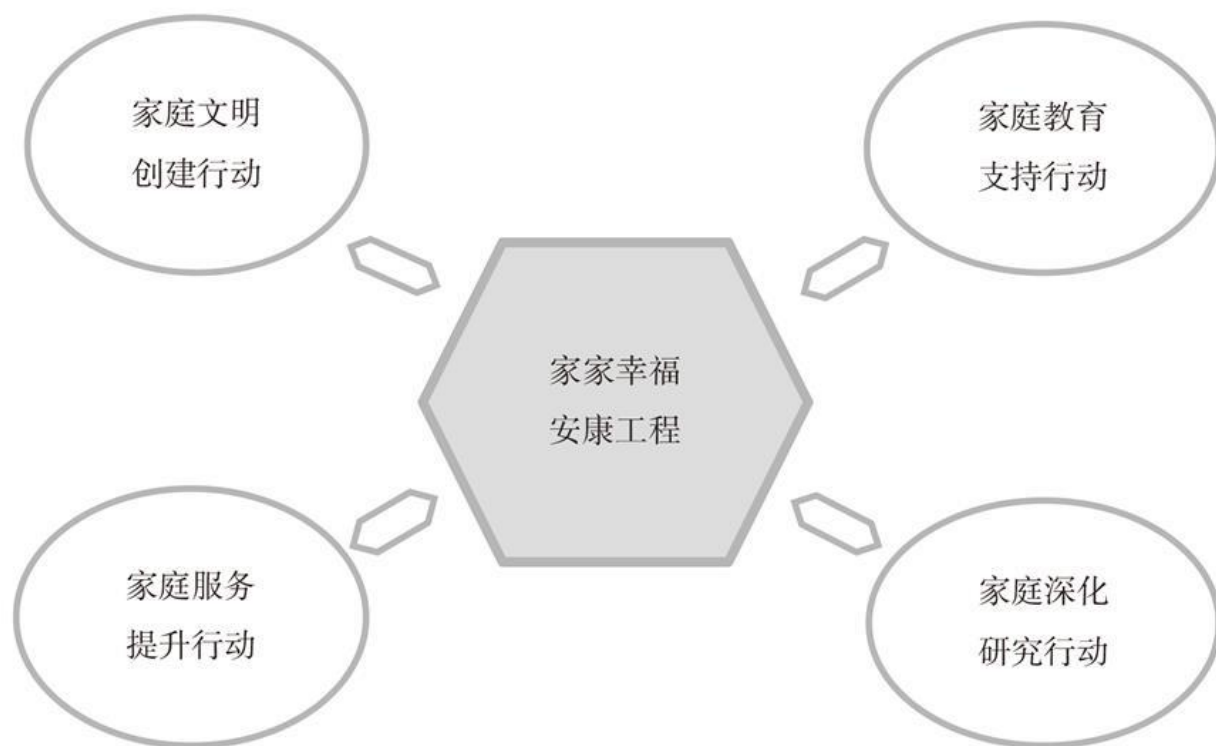 家庭文明
创建行动
家庭教育
支持行动
家家幸福
安康工程
家庭服务
提升行动
家庭深化
研究行动